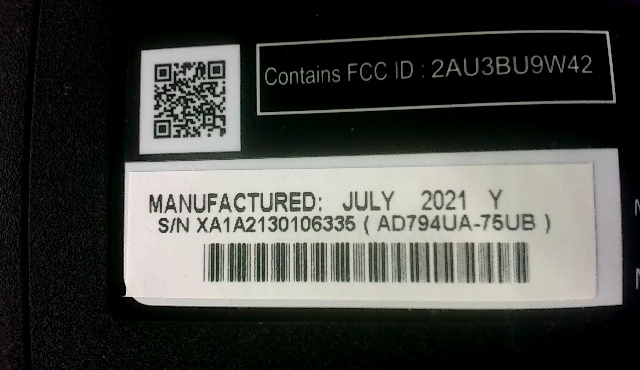 Contains FCC ID : 2AU3BU9W42
MANUFACTURED: JULY 2021 Y
S/N XA1A2130106335 ( AD794UA-75UB )